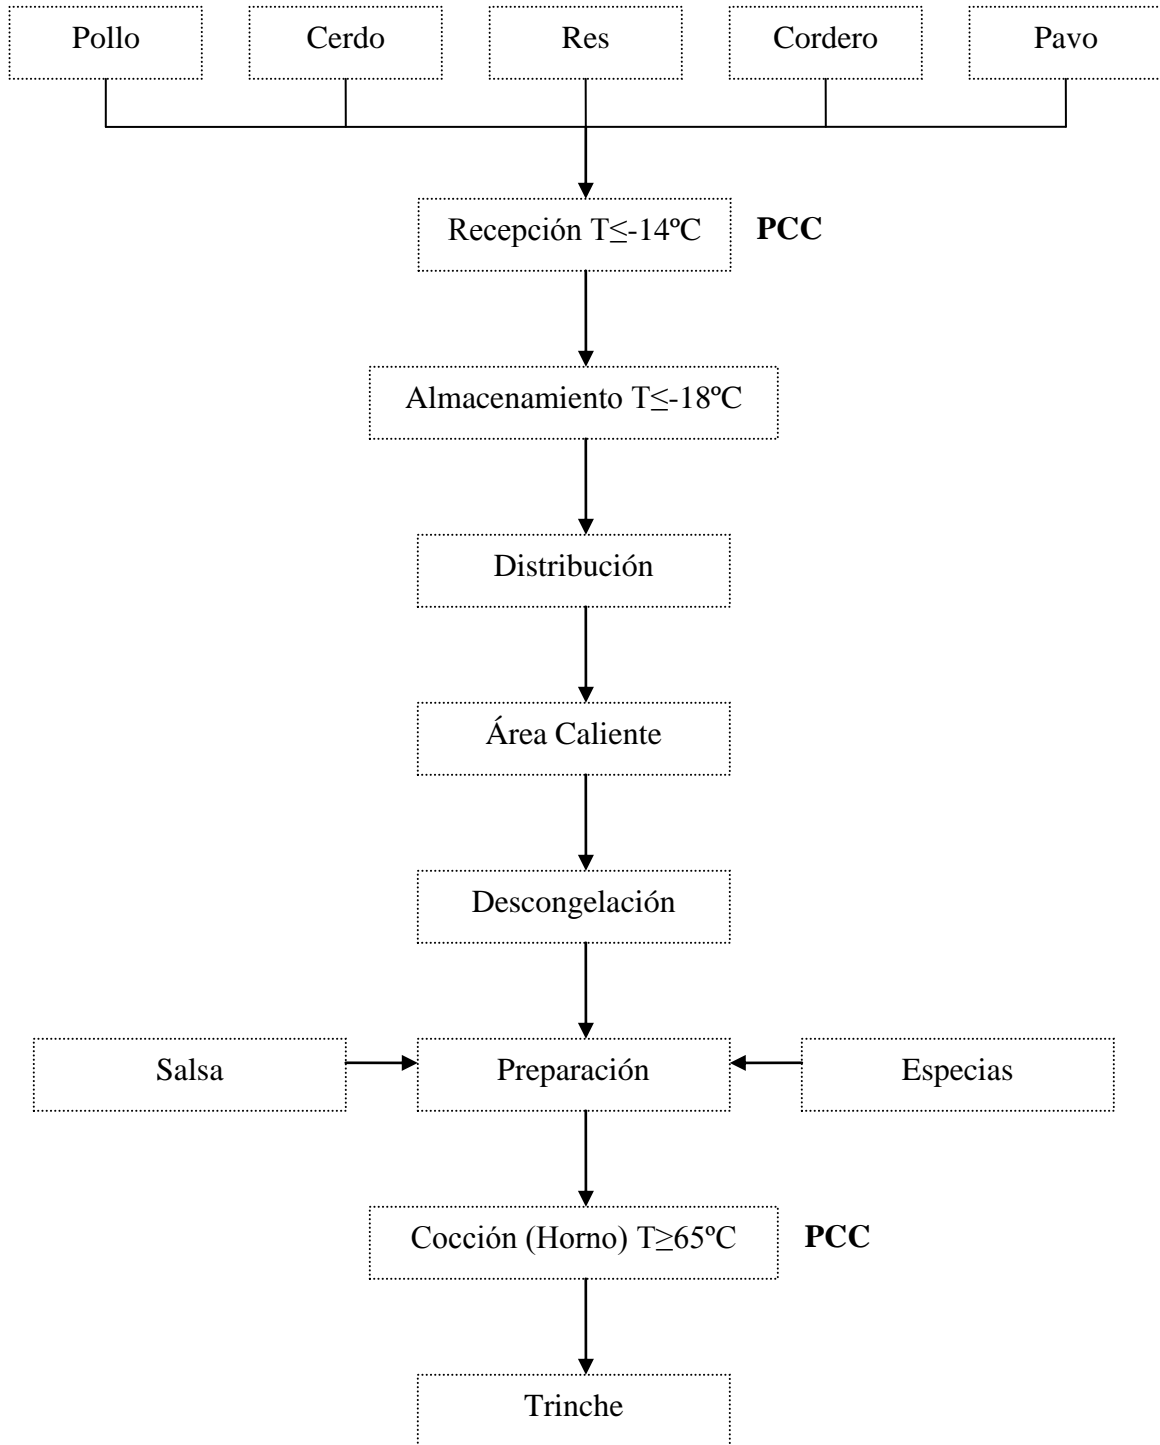 Pollo
Cerdo
Res
Cordero
Pavo
Recepción T≤-14ºC
PCC
Almacenamiento T≤-18ºC
Distribución
Área Caliente
Descongelación
Salsa
Preparación
Especias
Cocción (Horno) T≥65ºC
PCC
Trinche